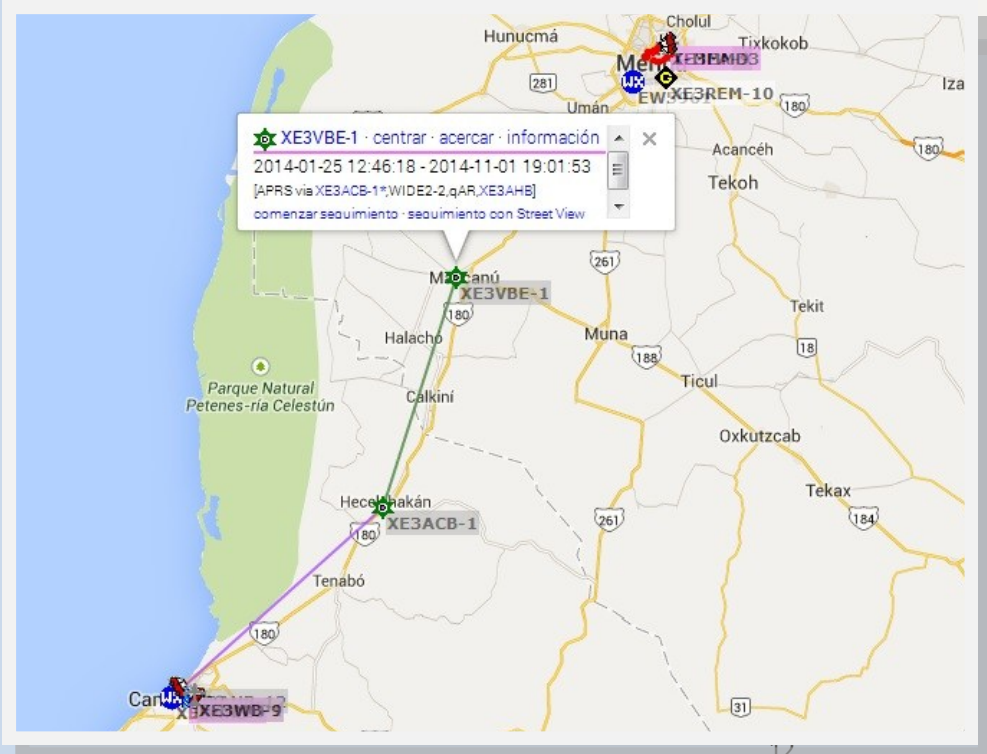 Cholul
Hunucmá
Tixkokob
XE3REM-10
281
Umán
180
Iza
XE3VBE-1 · centrar · acercar · información
2014-01-25 12:46:18 - 2014-11-01 19:01:53
[APRS via XE3ACB-1*,WIDE2-2,qAR,XE3AHB]
comenzar seguimiento · seguimiento con Street View
Acancéh
180
Tekoh
261
XE3VBE-1
180
Tekit
Halachó
Muna
18
188
Parque Natural
Petenes-ría Celestún
Calkiní
Ticul
Oxkutzcab
Tekax
XE3ACB-1
180
261
184
Tenabó
180
WX
XE3WB-9
31
WX